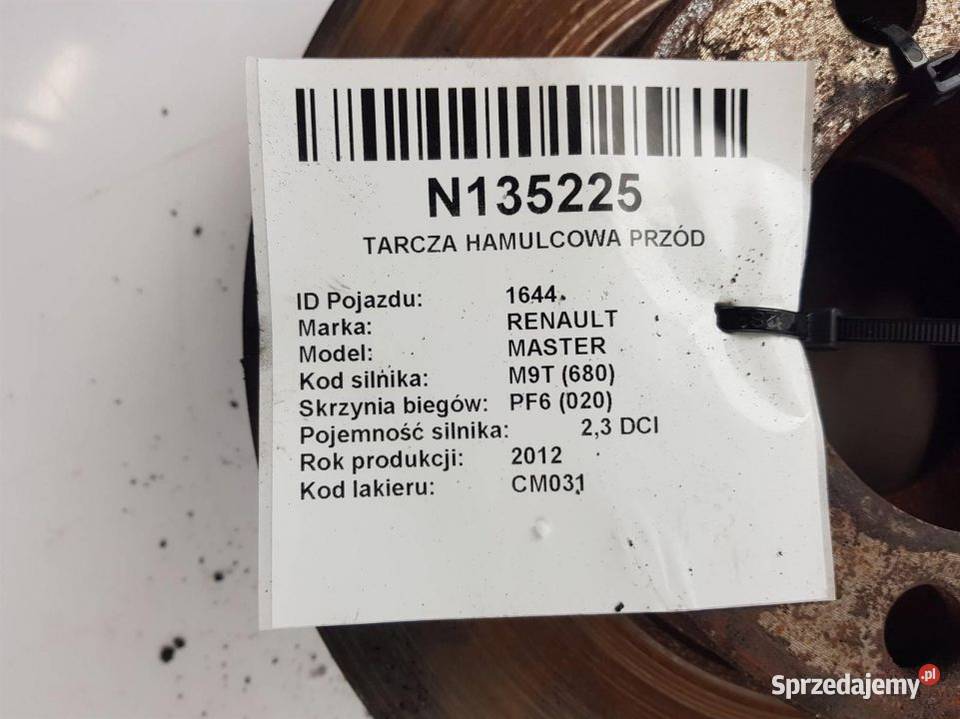 N135225
TARCZA HAMULCOWA PRZÓD
ID Pojazdu: 1644
Marka: RENAULT
Model: MASTER
Kod silnika: M9T (680)
Skrzynia biegów: PF6 (020)
Pojemność silnika: 2,3 DCI
Rok produkcji: 2012
Kod lakieru: CM031
Sprzedajemy.pl